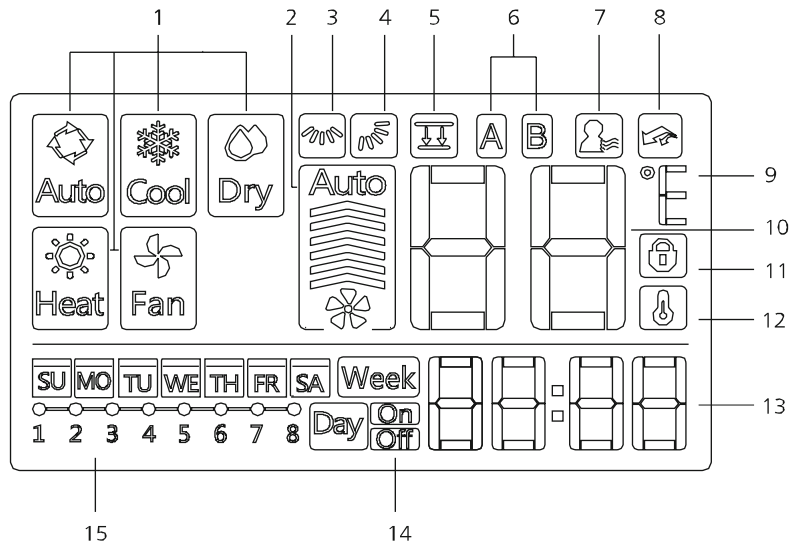 1 2 3 4 5 6 7 8
A B
Auto Cool Dry Auto
9
10
Heat Fan
11
12
SU MO TU WE TH FR SA Week
88:88 13
1 2 3 4 5 6 7 8 Day On
Off
15 14